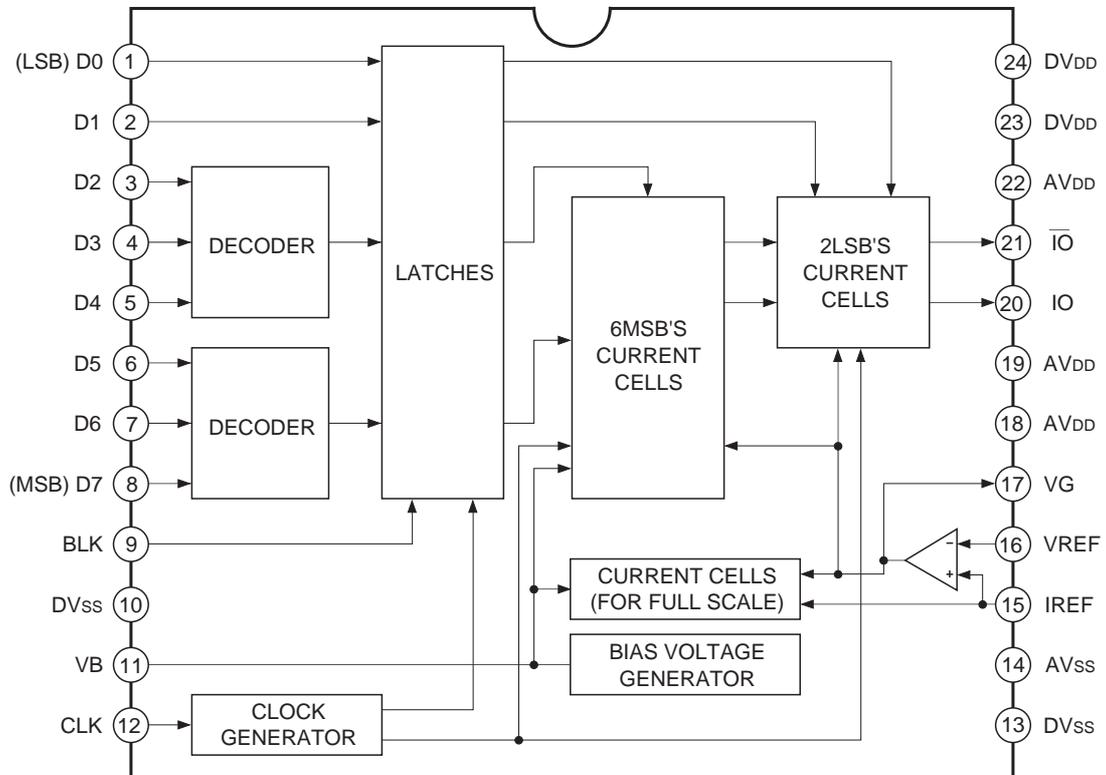 (LSB) D0 1
D1 2
D2 3
D3 4
D4 5
D5 6
D6 7
(MSB) D7 8
BLK 9
DVSS 10
VB 11
CLK 12
DECODER
DECODER
LATCHES
6MSB'S
CURRENT
CELLS
2LSB'S
CURRENT
CELLS
CURRENT CELLS
(FOR FULL SCALE)
BIAS VOLTAGE
GENERATOR
CLOCK
GENERATOR
−
+
24 DVDD
23 DVDD
22 AVDD
21 I̅O̅
20 IO
19 AVDD
18 AVDD
17 VG
16 VREF
15 IREF
14 AVSS
13 DVSS